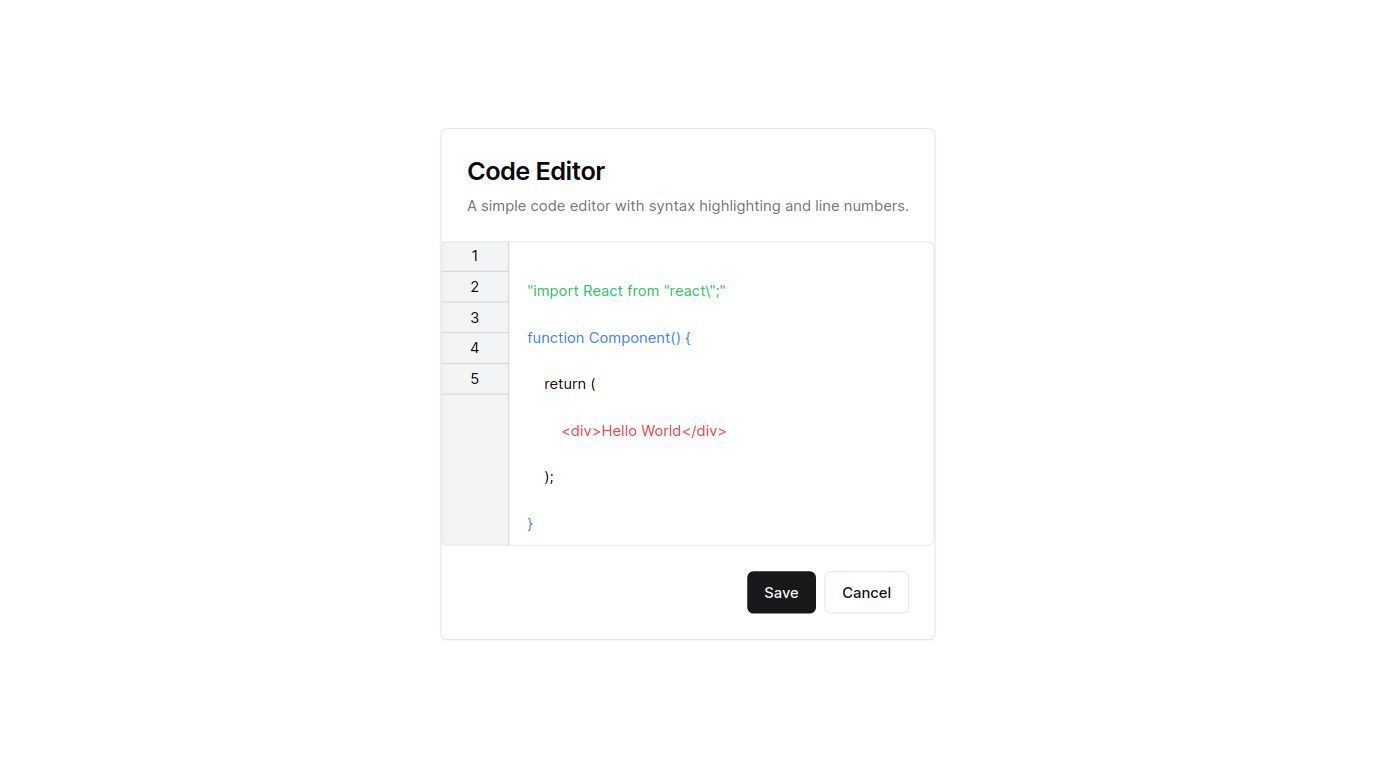 Code Editor
A simple code editor with syntax highlighting and line numbers.
1
2
3
4
5
"import React from "react\";"
function Component() {
return (
<div>Hello World</div>
);
}
Save Cancel